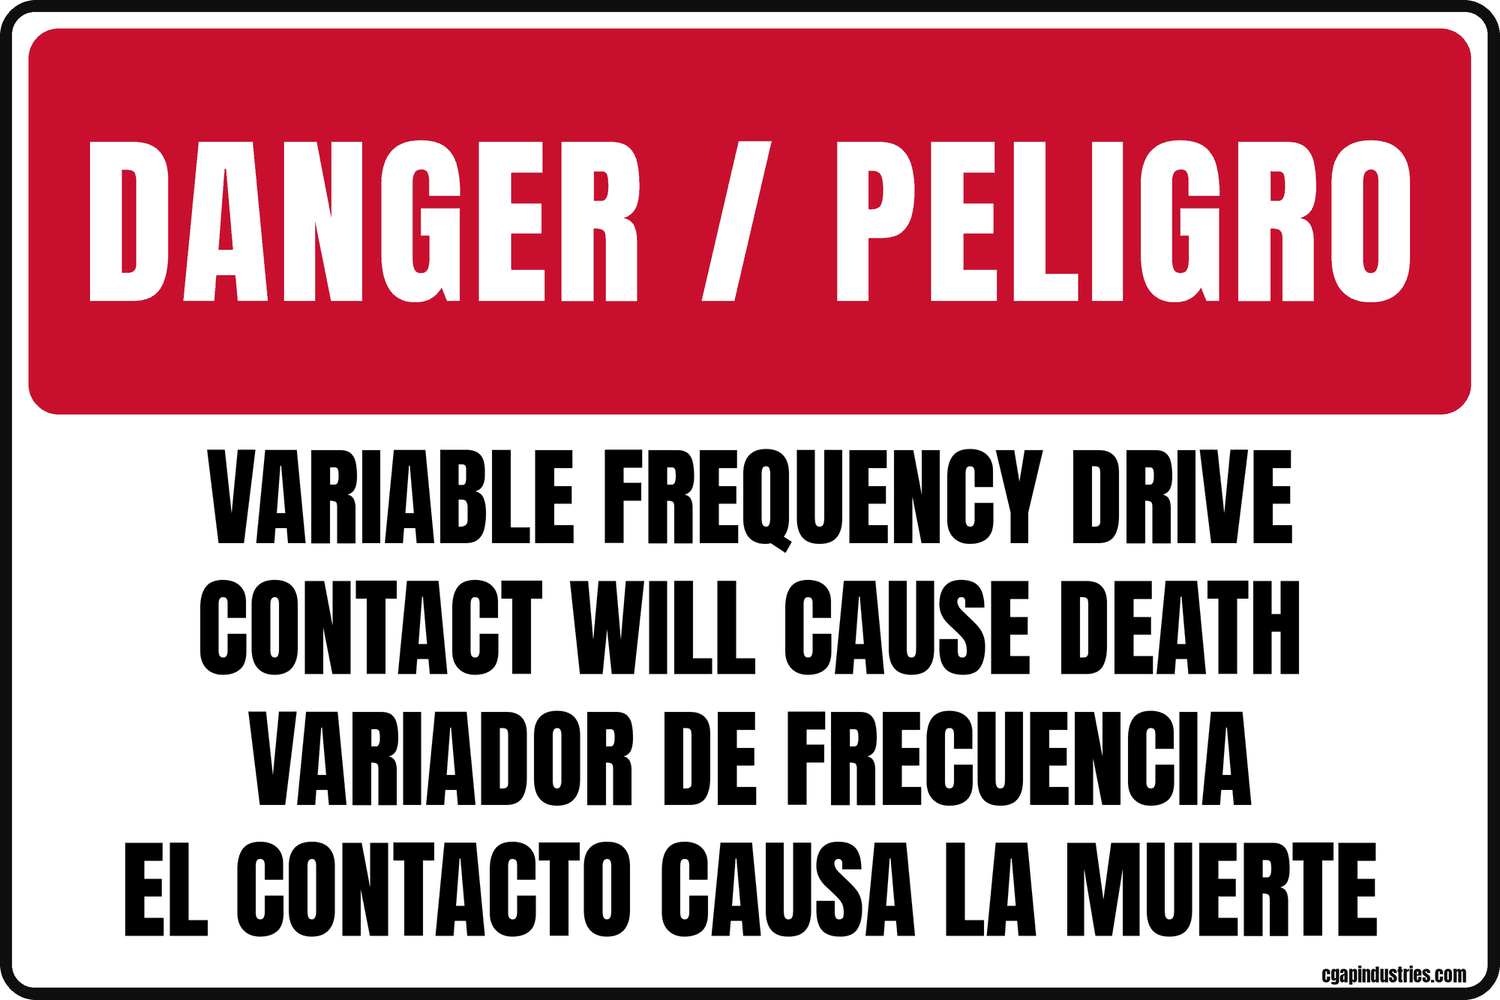 DANGER / PELIGRO
VARIABLE FREQUENCY DRIVE
CONTACT WILL CAUSE DEATH
VARIADOR DE FRECUENCIA
EL CONTACTO CAUSA LA MUERTE
cgapindustries.com